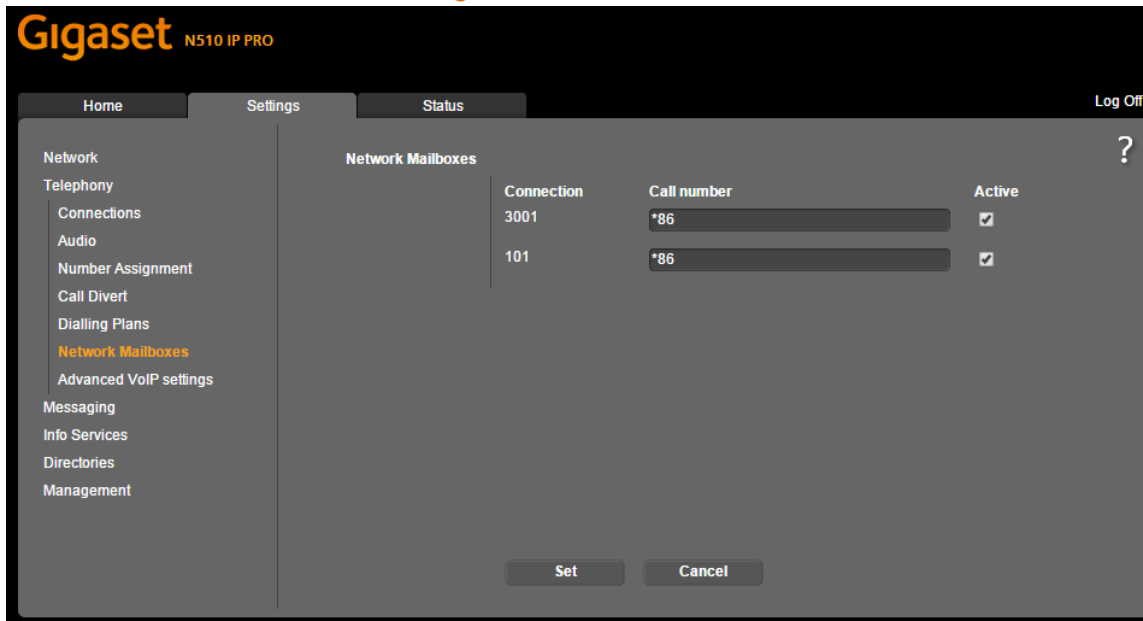 Gigaset N510 IP PRO
Home Settings Status Log Off
?
Network
Telephony
Connections
Audio
Number Assignment
Call Divert
Dialling Plans
Network Mailboxes
Advanced VoIP settings
Messaging
Info Services
Directories
Management
Network Mailboxes
Connection Call number Active
3001 *86
101 *86
Set Cancel